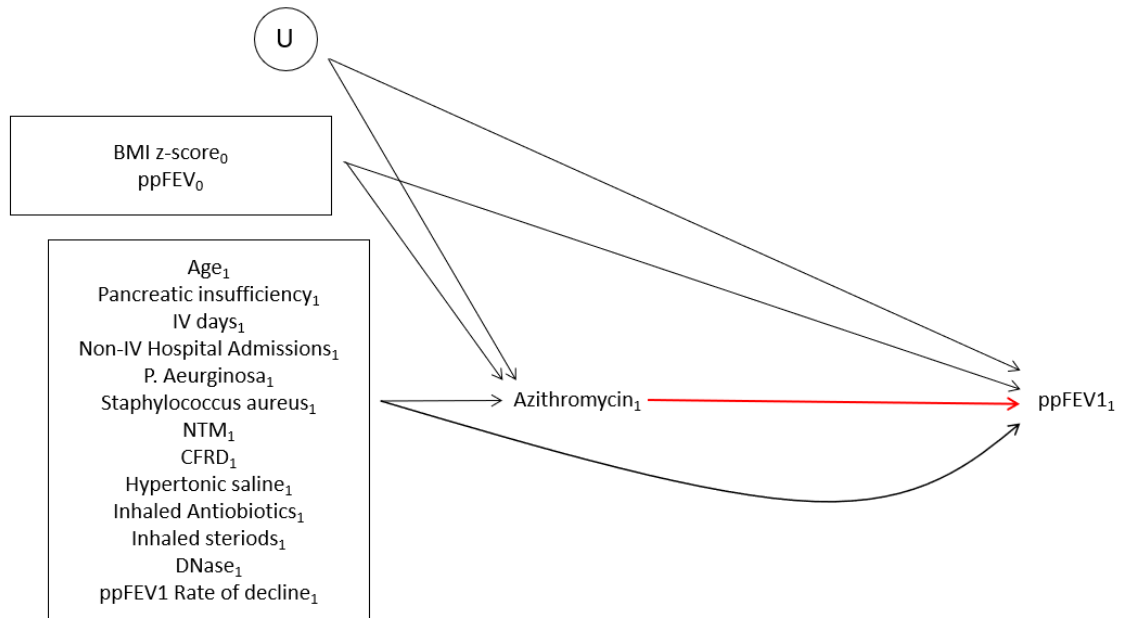 U
BMI z-score₀
ppFEV₀
Age₁
Pancreatic insufficiency₁
IV days₁
Non-IV Hospital Admissions₁
P. Aeurginosa₁
Staphylococcus aureus₁
NTM₁
CFRD₁
Hypertonic saline₁
Inhaled Antiobiotics₁
Inhaled steriods₁
DNase₁
ppFEV1 Rate of decline₁
Azithromycin₁
ppFEV1₁